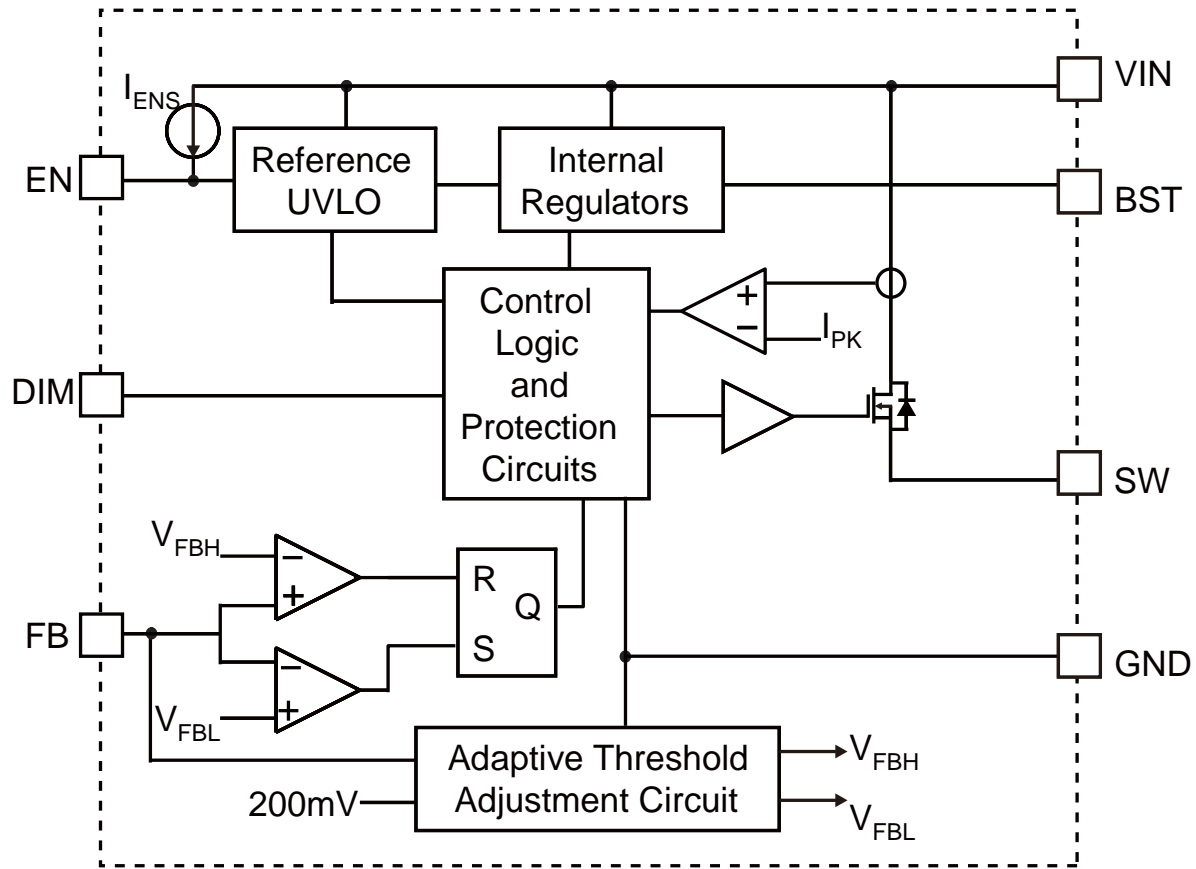 I_ENS
VIN
EN
Reference
UVLO
Internal
Regulators
BST
Control
Logic
and
Protection
Circuits
+
−
I_PK
DIM
SW
V_FBH
−
+
R
Q
S
FB
−
+
V_FBL
GND
Adaptive Threshold
Adjustment Circuit
200mV
V_FBH
V_FBL